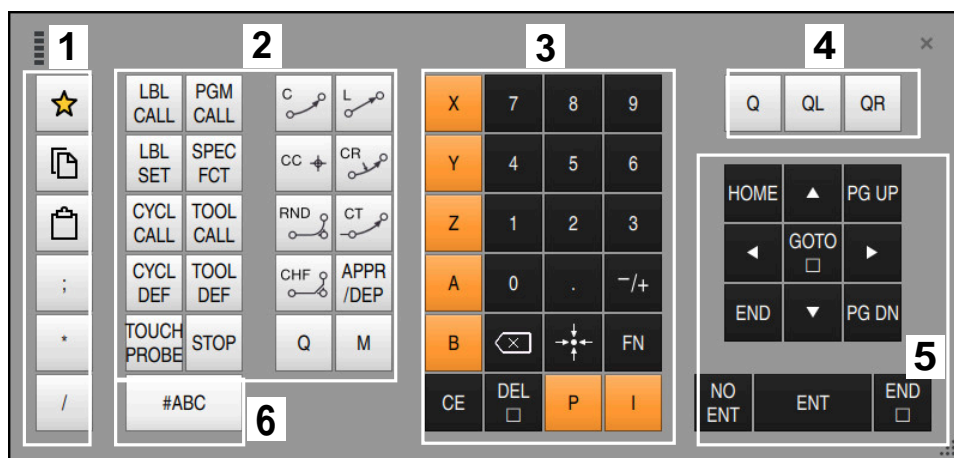 1
2
3
4
×
LBL CALL
PGM CALL
C
L
X
7
8
9
Q
QL
QR
LBL SET
SPEC FCT
CC
CR
Y
4
5
6
HOME
PG UP
CYCL CALL
TOOL CALL
RND
CT
Z
1
2
3
GOTO
;
CYCL DEF
TOOL DEF
CHF
APPR /DEP
A
0
.
-/+
END
PG DN
*
TOUCH PROBE
STOP
Q
M
B
FN
5
/
#ABC
6
CE
DEL
P
I
NO ENT
ENT
END